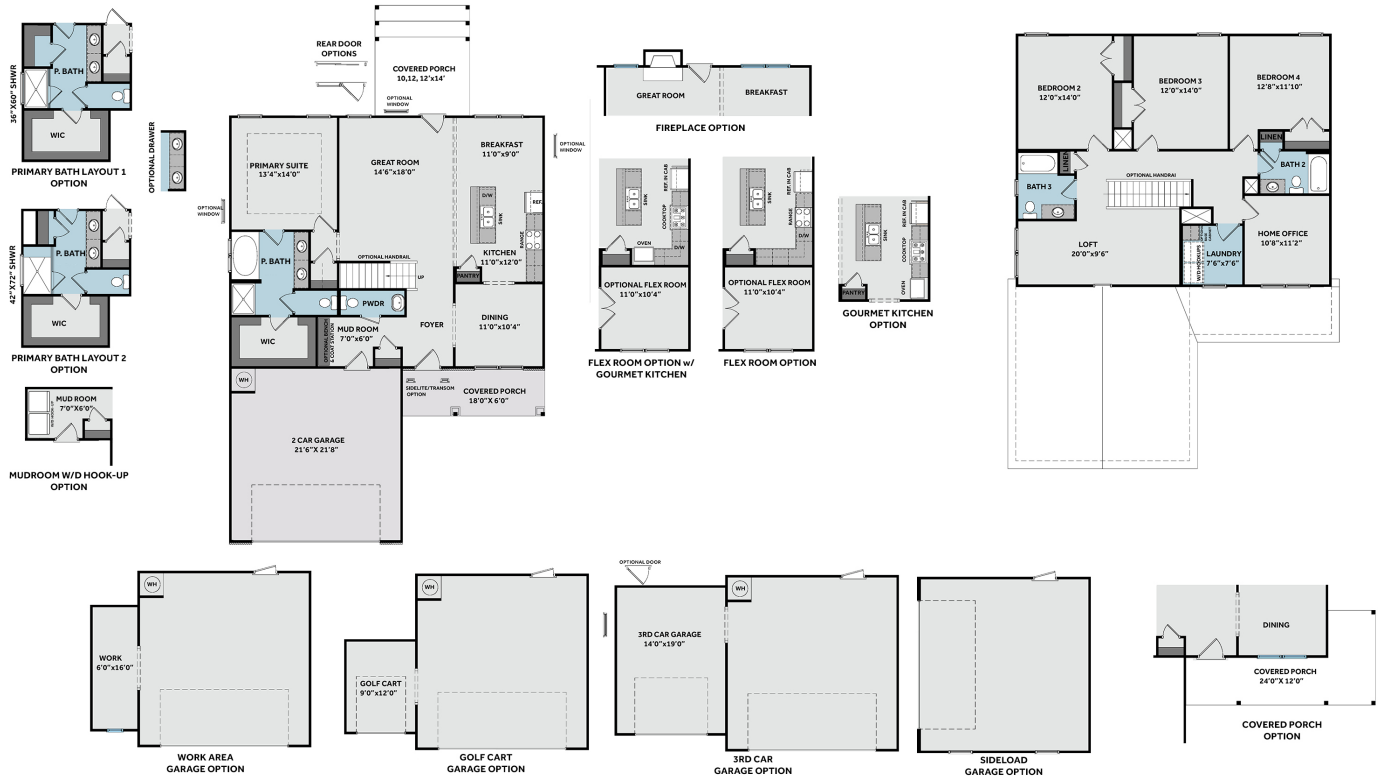 36"X60" SHWR
P. BATH
WIC
PRIMARY BATH LAYOUT 1
OPTION
OPTIONAL DRAWER
42"X72" SHWR
P. BATH
WIC
PRIMARY BATH LAYOUT 2
OPTION
MUD ROOM
7'0"X6'0"
W/D HOOK-UP
MUDROOM W/D HOOK-UP
OPTION
REAR DOOR
OPTIONS
COVERED PORCH
10,12, 12'x14'
OPTIONAL
WINDOW
OPTIONAL
WINDOW
OPTIONAL
WINDOW
PRIMARY SUITE
13'4"x14'0"
GREAT ROOM
14'6"x18'0"
BREAKFAST
11'0"x9'0"
D/W
SINK
REF.
RANGE
KITCHEN
11'0"x12'0"
PANTRY
P. BATH
OPTIONAL HANDRAIL
UP
PWDR
WIC
OPTIONAL BENCH
& COAT STATION
MUD ROOM
7'0"x6'0"
FOYER
DINING
11'0"x10'4"
WH
SIDELITE/TRANSOM
OPTION
COVERED PORCH
18'0"X 6'0"
2 CAR GARAGE
21'6"X 21'8"
GREAT ROOM
BREAKFAST
FIREPLACE OPTION
SINK
REF. IN CAB
COOKTOP
D/W
OVEN
OPTIONAL FLEX ROOM
11'0"x10'4"
FLEX ROOM OPTION w/
GOURMET KITCHEN
SINK
REF. IN CAB
RANGE
D/W
OPTIONAL FLEX ROOM
11'0"x10'4"
FLEX ROOM OPTION
SINK
REF. IN CAB
COOKTOP
OVEN
PANTRY
GOURMET KITCHEN
OPTION
BEDROOM 2
12'0"x14'0"
BEDROOM 3
12'0"x14'0"
BEDROOM 4
12'8"x11'10"
LINEN
LINEN
BATH 2
BATH 3
OPTIONAL HANDRAI
LOFT
20'0"x9'6"
W/D HOOKUPS
LAUNDRY
7'6"x7'6"
HOME OFFICE
10'8"x11'2"
WH
WORK
6'0"x16'0"
WORK AREA
GARAGE OPTION
WH
GOLF CART
9'0"x12'0"
GOLF CART
GARAGE OPTION
OPTIONAL DOOR
WH
3RD CAR GARAGE
14'0"x19'0"
3RD CAR
GARAGE OPTION
SIDELOAD
GARAGE OPTION
DINING
COVERED PORCH
24'0"X 12'0"
COVERED PORCH
OPTION